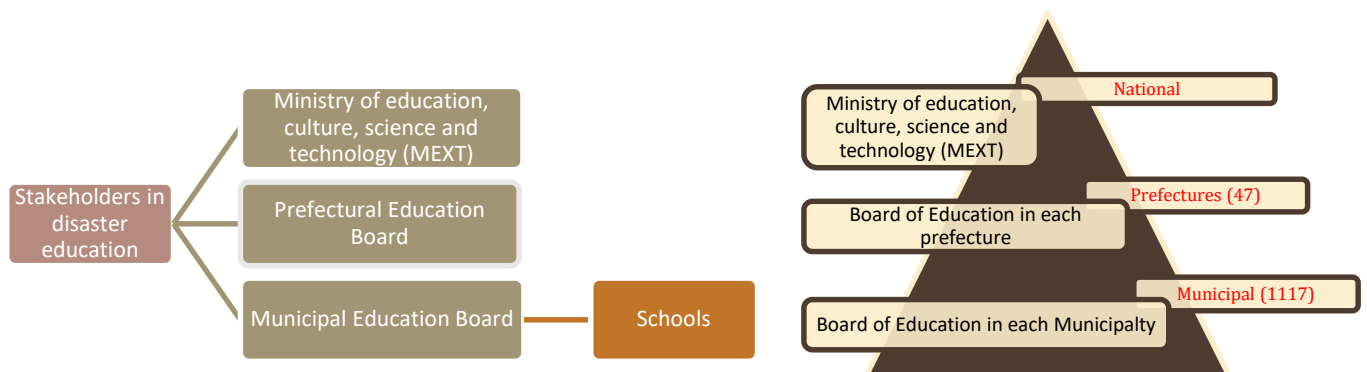 Stakeholders in
disaster
education
Ministry of education,
culture, science and
technology (MEXT)
Prefectural Education
Board
Municipal Education Board
Schools
National
Ministry of education,
culture, science and
technology (MEXT)
Prefectures (47)
Board of Education in each
prefecture
Municipal (1117)
Board of Education in each Municipalty